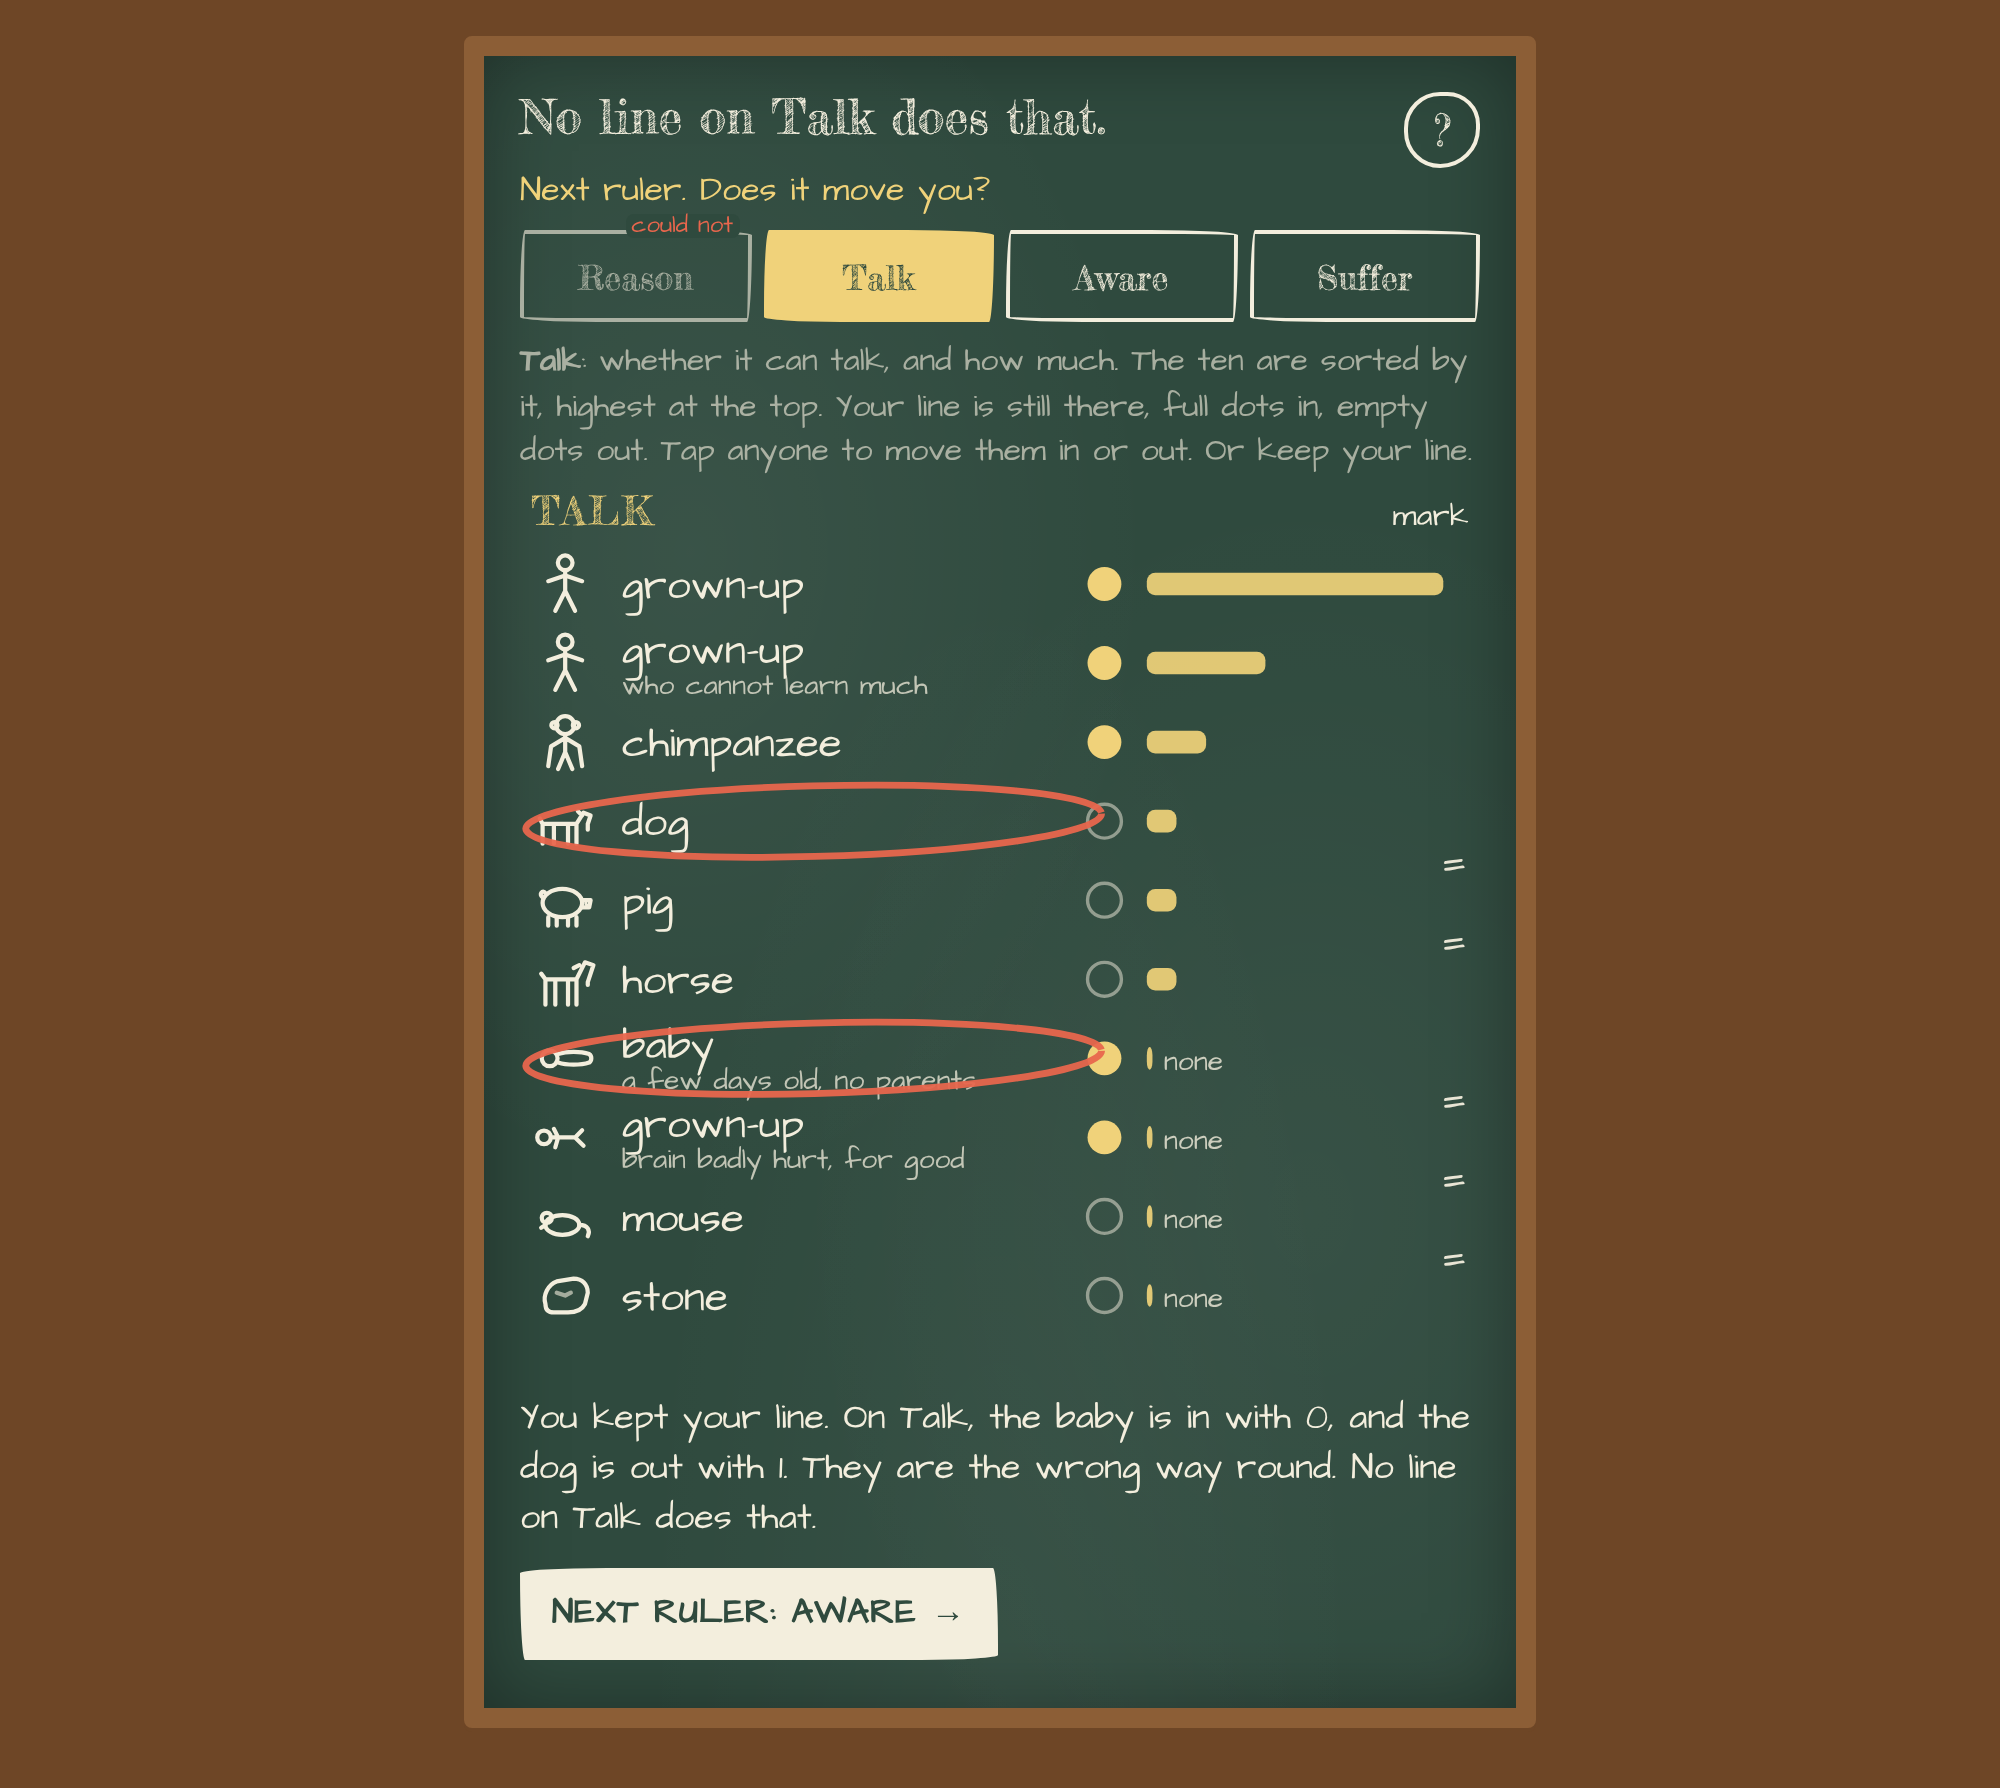 No line on Talk does that.
?
Next ruler. Does it move you?
could not
Reason
Talk
Aware
Suffer
Talk: whether it can talk, and how much. The ten are sorted by
it, highest at the top. Your line is still there, full dots in, empty
dots out. Tap anyone to move them in or out. Or keep your line.
TALK
mark
grown-up
grown-up
who cannot learn much
chimpanzee
dog
=
pig
=
horse
baby
none
a few days old, no parents
=
grown-up
none
brain badly hurt, for good
=
mouse
none
=
stone
none
You kept your line. On Talk, the baby is in with 0, and the
dog is out with 1. They are the wrong way round. No line
on Talk does that.
NEXT RULER: AWARE →